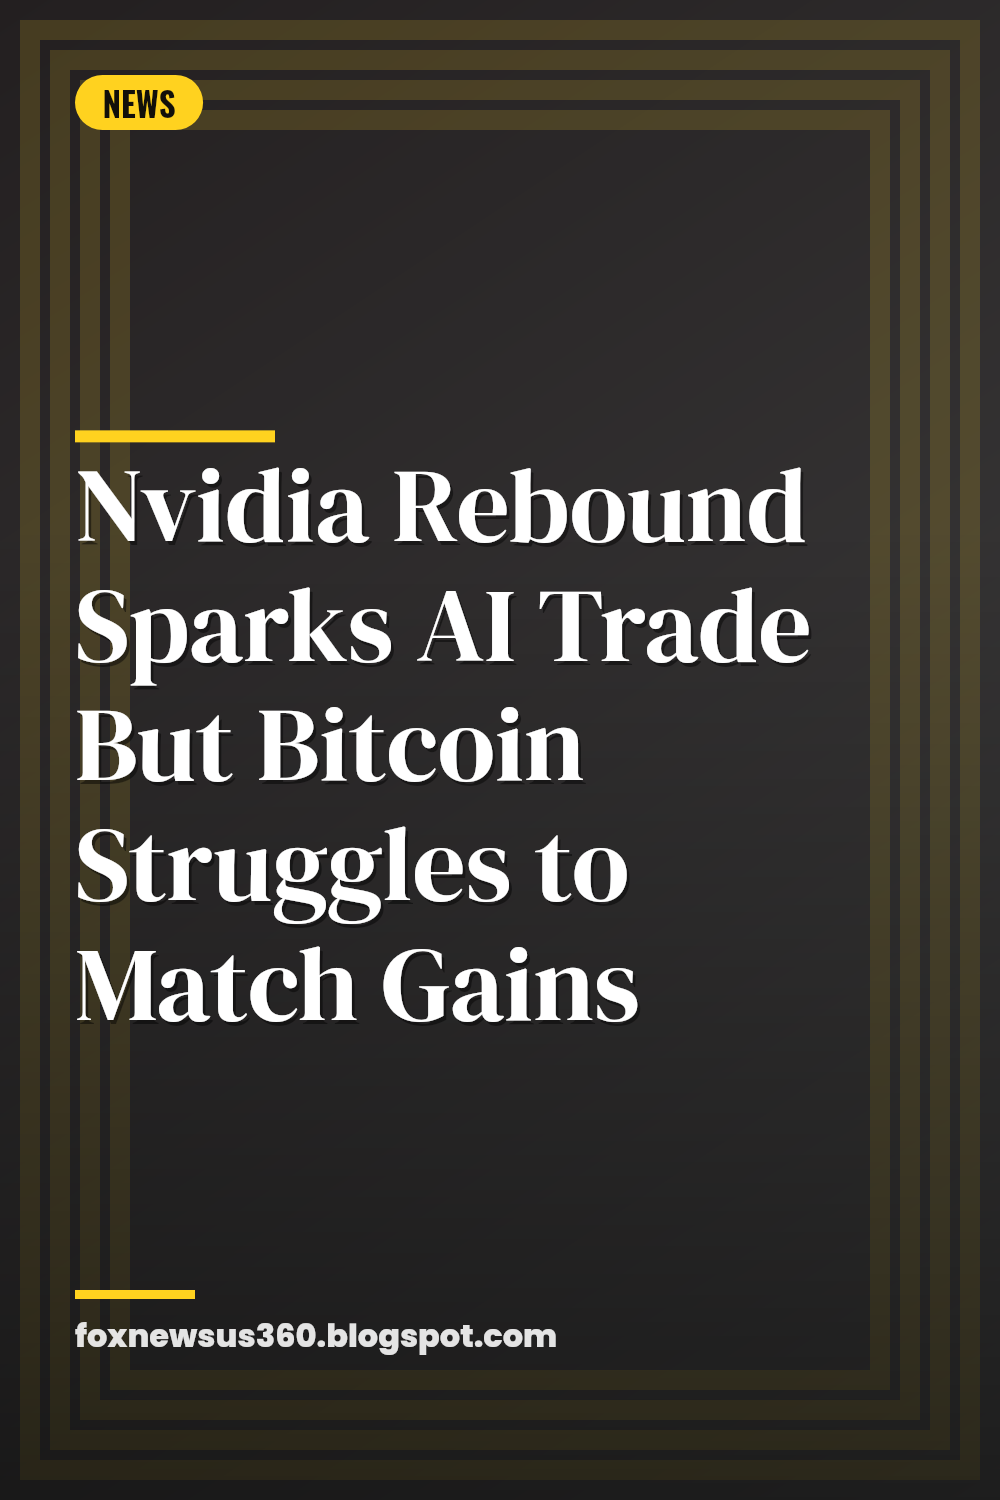 NEWS
Nvidia Rebound
Sparks AI Trade
But Bitcoin
Struggles to
Match Gains
foxnewsus360.blogspot.com